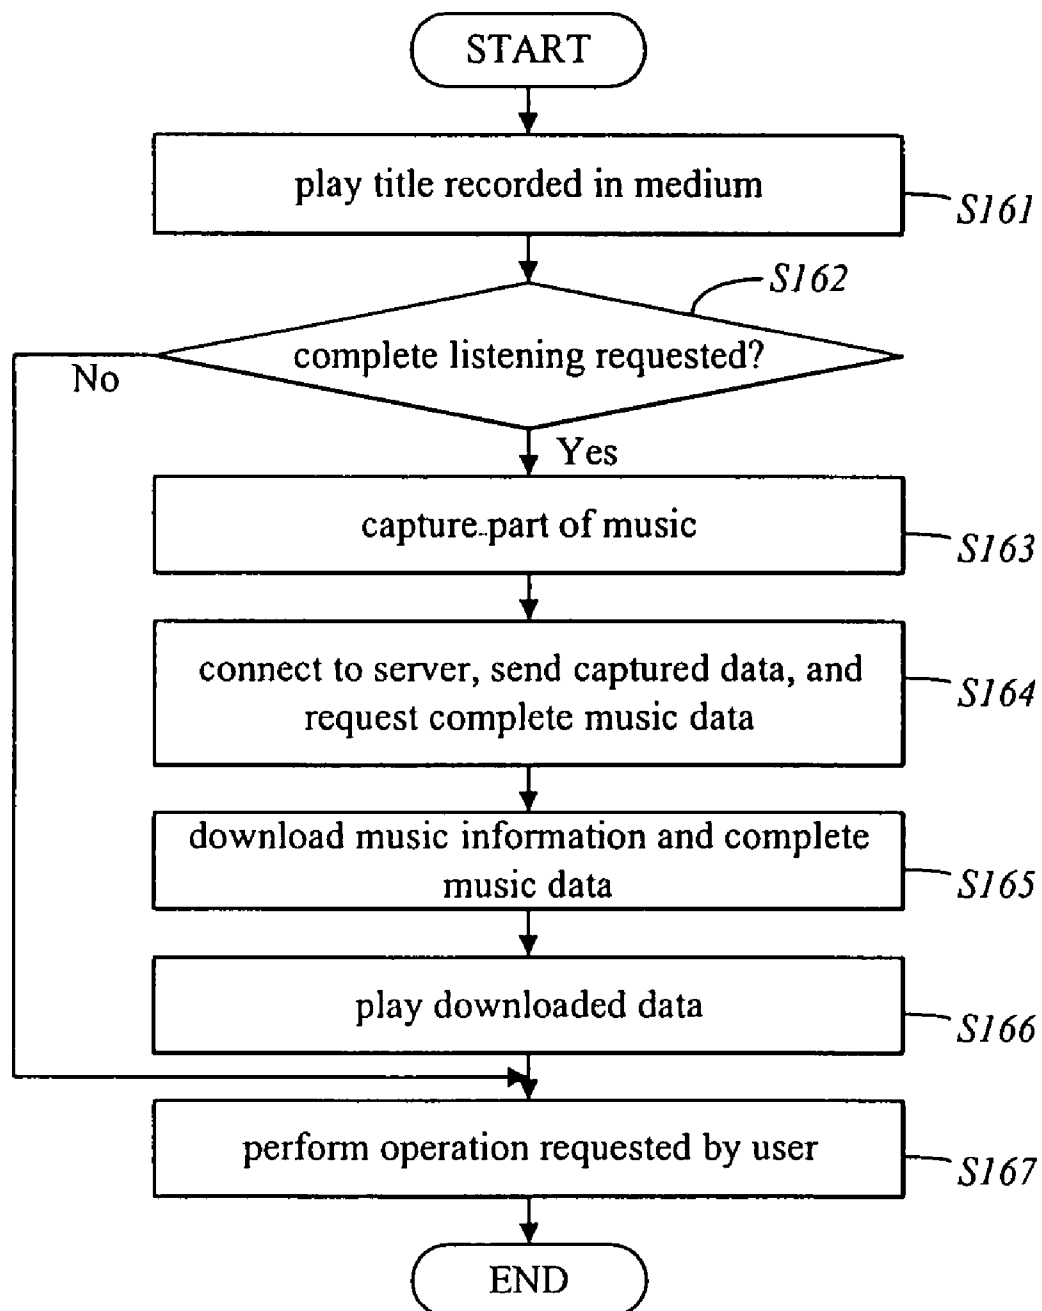 START
play title recorded in medium
S161
S162
complete listening requested?
No
Yes
capture part of music
S163
connect to server, send captured data, and
request complete music data
S164
download music information and complete
music data
S165
play downloaded data
S166
perform operation requested by user
S167
END